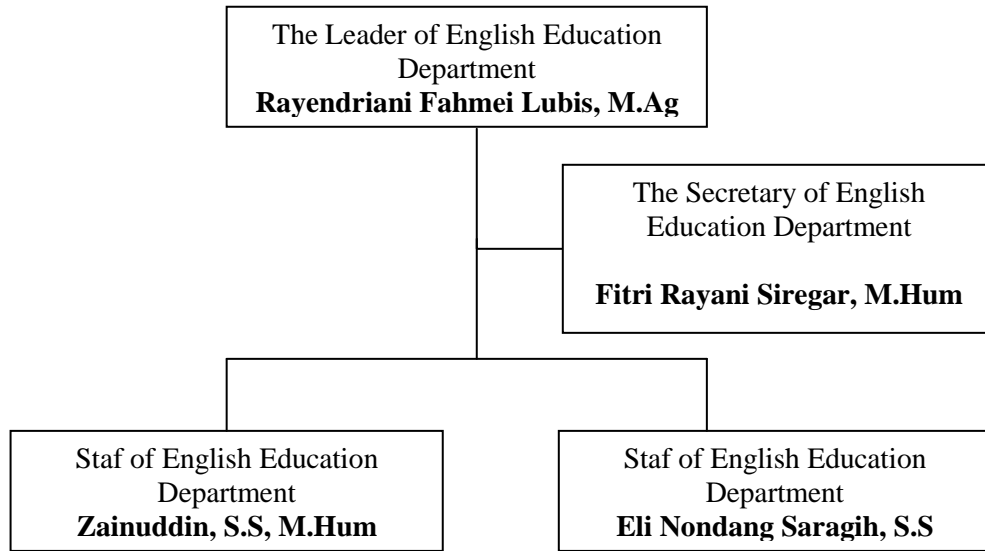 The Leader of English Education
Department
Rayendriani Fahmei Lubis, M.Ag
The Secretary of English
Education Department
Fitri Rayani Siregar, M.Hum
Staf of English Education
Department
Zainuddin, S.S, M.Hum
Staf of English Education
Department
Eli Nondang Saragih, S.S